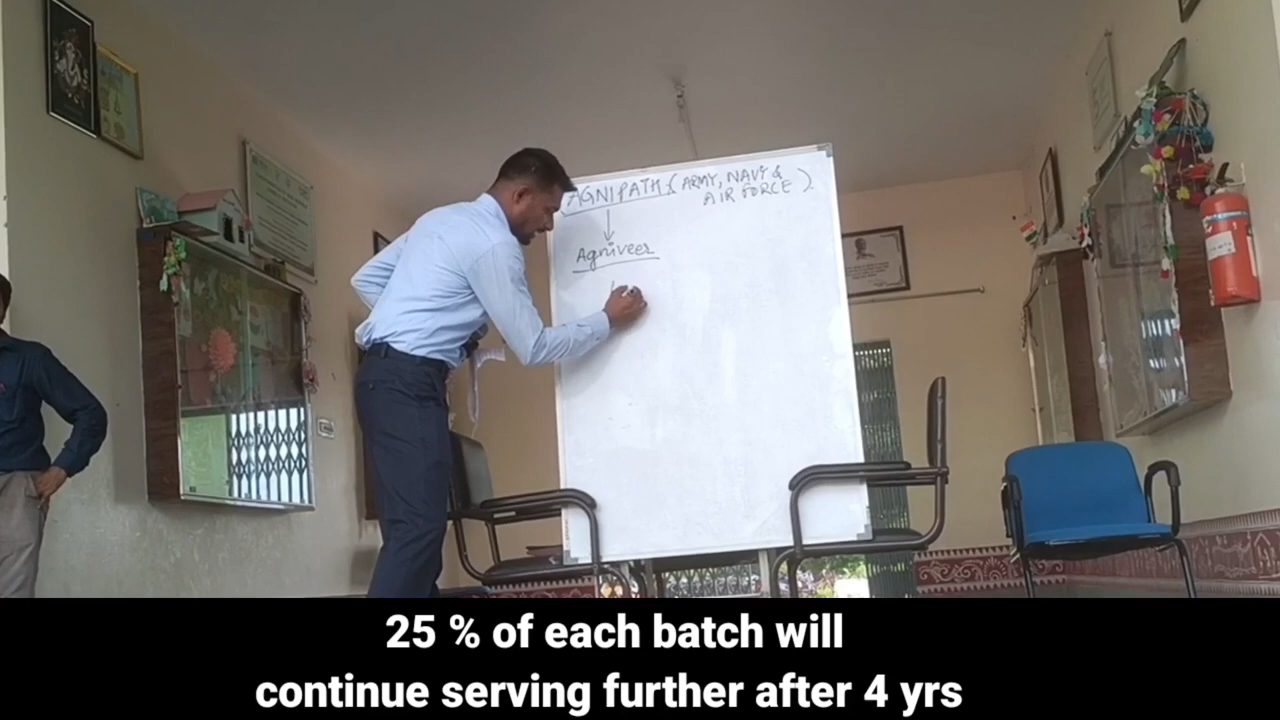 AGNIPATH (ARMY, NAVY &
AIR FORCE).
Agniveer
25 % of each batch will
continue serving further after 4 yrs